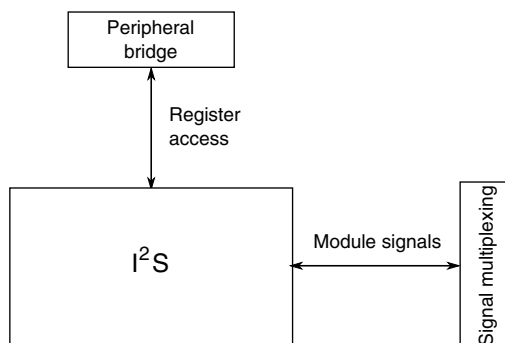 Peripheral
bridge
Register
access
I²S
Module signals
Signal multiplexing